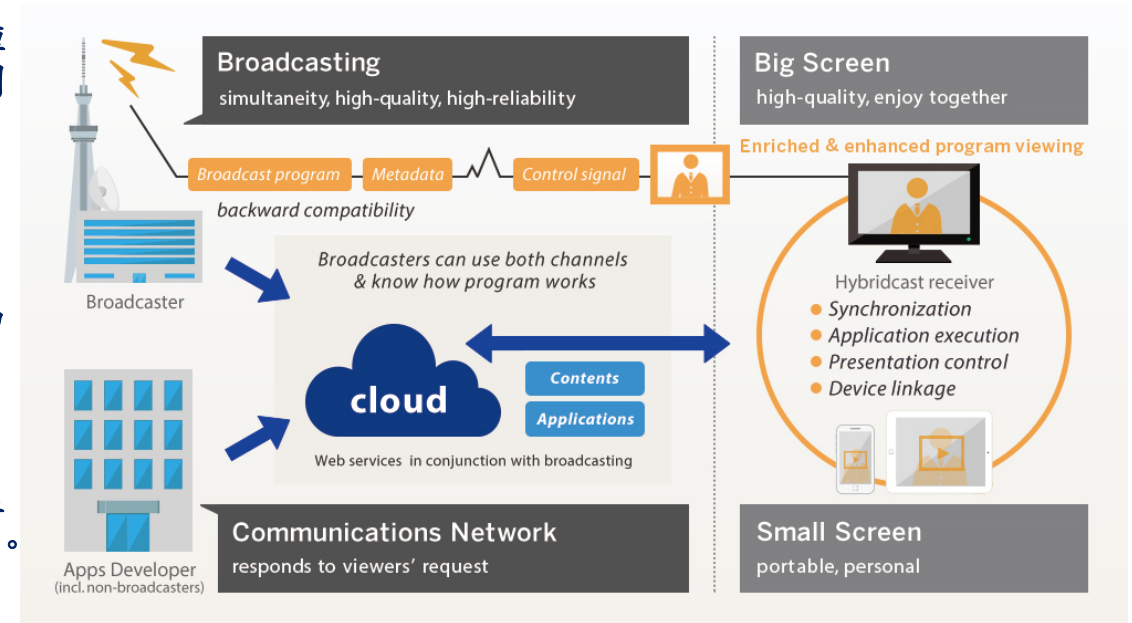 Broadcasting
simultaneity, high-quality, high-reliability
Big Screen
high-quality, enjoy together
Enriched & enhanced program viewing
Broadcast program
Metadata
Control signal
backward compatibility
Broadcasters can use both channels
& know how program works
Broadcaster
Hybridcast receiver
Synchronization
Application execution
Presentation control
Device linkage
cloud
Contents
Applications
Web services in conjunction with broadcasting
Communications Network
responds to viewers' request
Small Screen
portable, personal
Apps Developer
(incl. non-broadcasters)